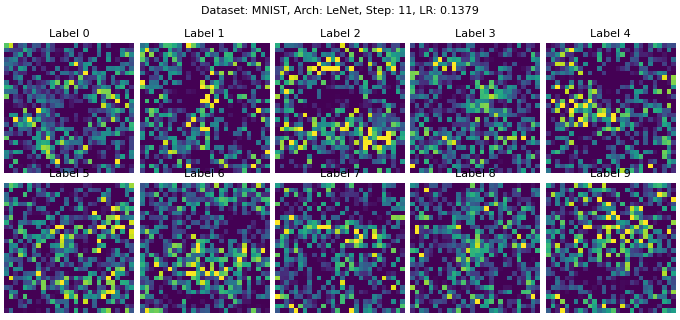 Dataset: MNIST, Arch: LeNet, Step: 11, LR: 0.1379
Label 0 Label 1 Label 2 Label 3 Label 4
Label 5 Label 6 Label 7 Label 8 Label 9